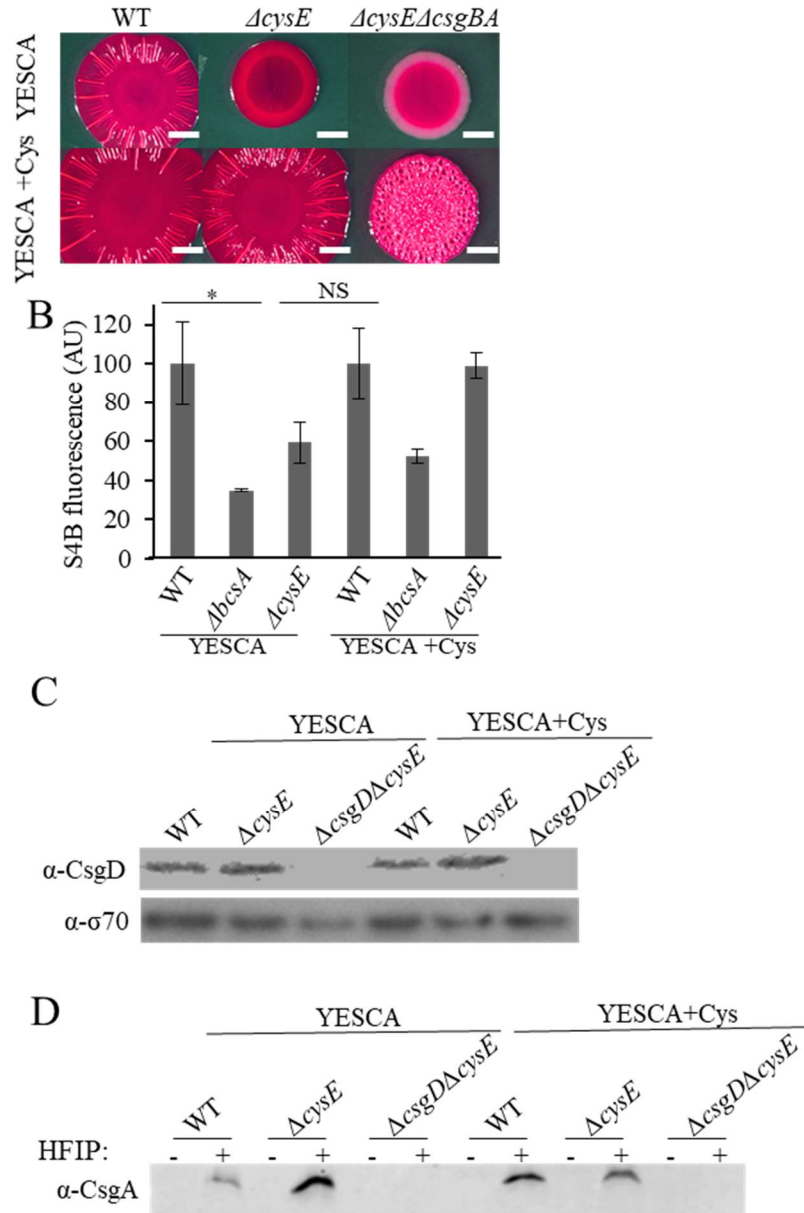 WT ΔcysE ΔcysEΔcsgBA
YESCA
YESCA +Cys
B
* NS
S4B fluorescence (AU)
120
100
80
60
40
20
0
WT ΔbcsA ΔcysE WT ΔbcsA ΔcysE
YESCA YESCA +Cys
C
YESCA YESCA+Cys
WT ΔcysE ΔcsgDΔcysE WT ΔcysE ΔcsgDΔcysE
α-CsgD
α-σ70
D
YESCA YESCA+Cys
WT ΔcysE ΔcsgDΔcysE WT ΔcysE ΔcsgDΔcysE
HFIP: - + - + - + - + - + - +
α-CsgA